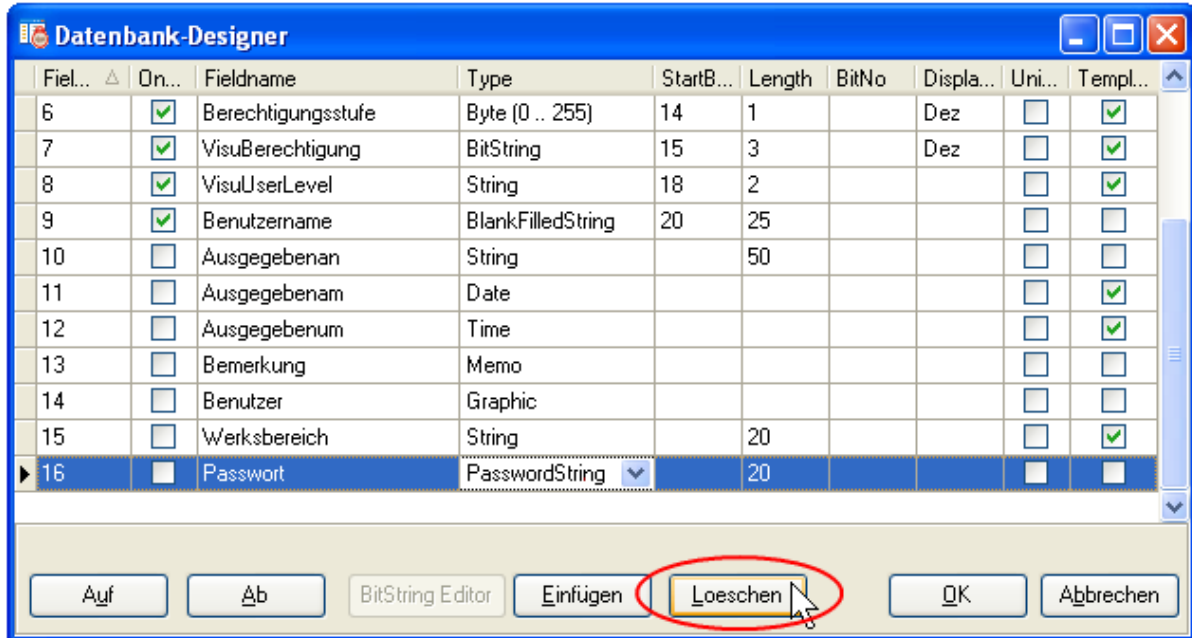 Datenbank-Designer
Fiel... On... Fieldname Type StartB... Length BitNo Displa... Uni... Templ...
6 Berechtigungsstufe Byte (0 .. 255) 14 1 Dez
7 VisuBerechtigung BitString 15 3 Dez
8 VisuUserLevel String 18 2
9 Benutzername BlankFilledString 20 25
10 Ausgegebenan String 50
11 Ausgegebenam Date
12 Ausgegebenum Time
13 Bemerkung Memo
14 Benutzer Graphic
15 Werksbereich String 20
16 Passwort PasswordString 20
Auf Ab BitString Editor Einfügen Loeschen OK Abbrechen